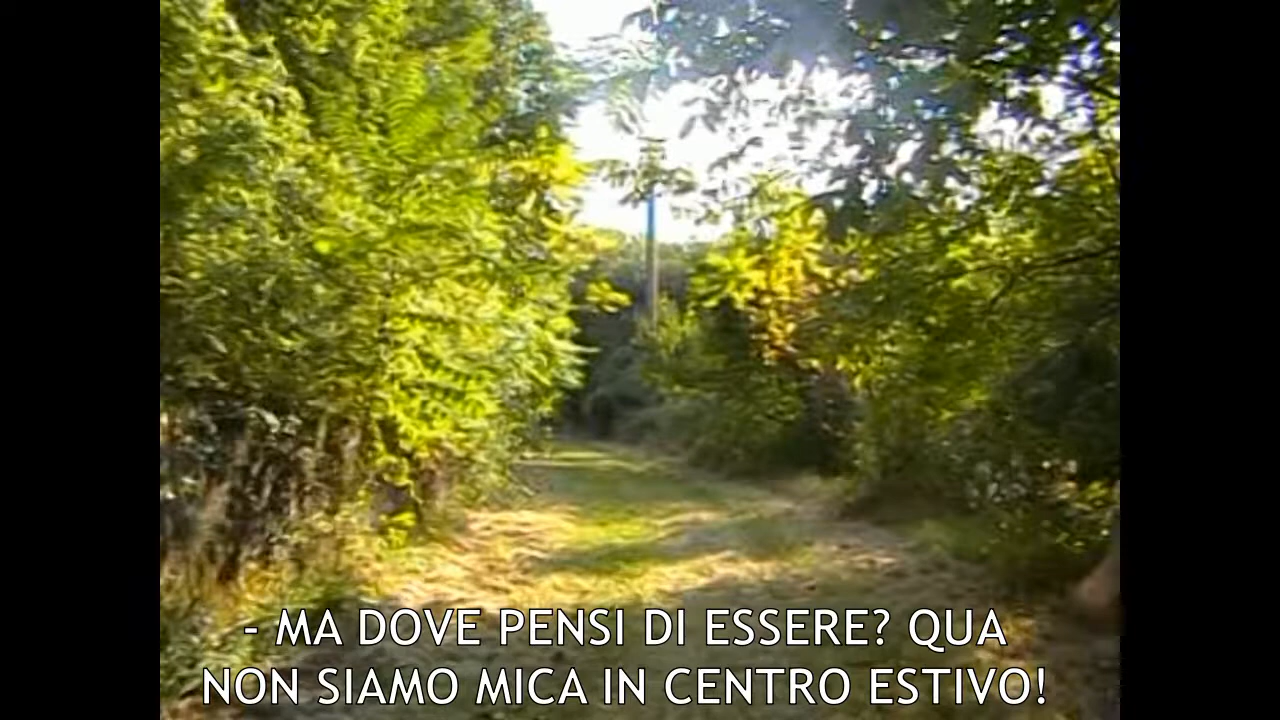 - MA DOVE PENSI DI ESSERE? QUA
NON SIAMO MICA IN CENTRO ESTIVO!